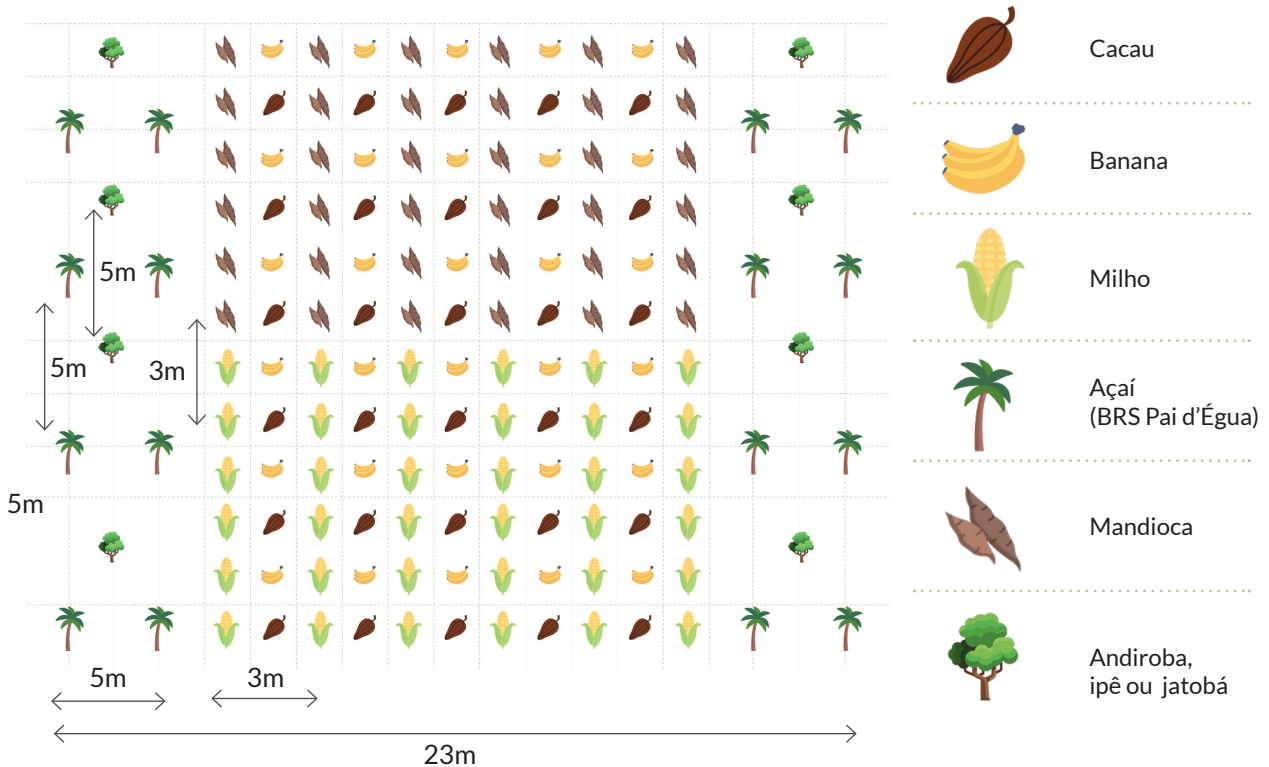 5m
5m
3m
5m
5m
3m
23m
Cacau
Banana
Milho
Açaí
(BRS Pai d’Égua)
Mandioca
Andiroba,
ipê ou jatobá